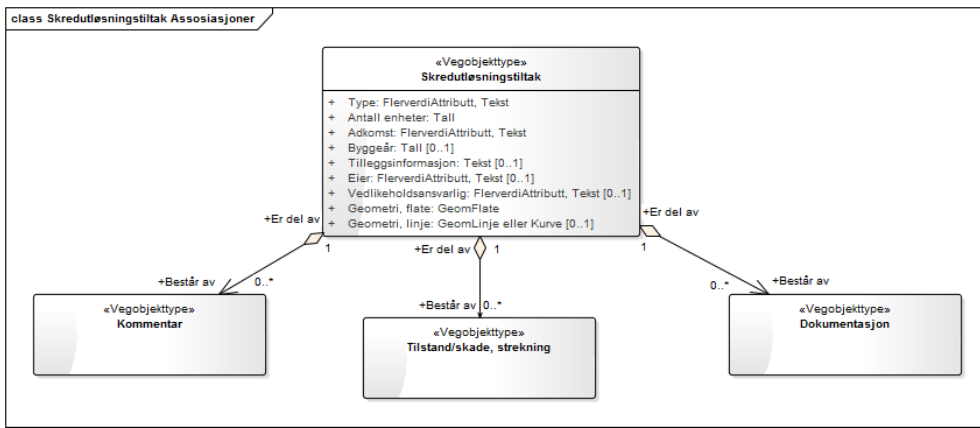 class Skredutløsningstiltak Assosiasjoner
«Vegobjekttype»
Skredutløsningstiltak
+ Type: FlerverdiAttributt, Tekst
+ Antall enheter: Tall
+ Adkomst: FlerverdiAttributt, Tekst
+ Byggeår: Tall [0..1]
+ Tilleggsinformasjon: Tekst [0..1]
+ Eier: FlerverdiAttributt, Tekst [0..1]
+ Vedlikeholdsansvarlig: FlerverdiAttributt, Tekst [0..1]
+ Geometri, flate: GeomFlate
+ Geometri, linje: GeomLinje eller Kurve [0..1]
+Er del av
1
+Er del av
1
+Er del av
1
+Består av
0..*
+Består av
0..*
+Består av
0..*
«Vegobjekttype»
Kommentar
«Vegobjekttype»
Tilstand/skade, strekning
«Vegobjekttype»
Dokumentasjon